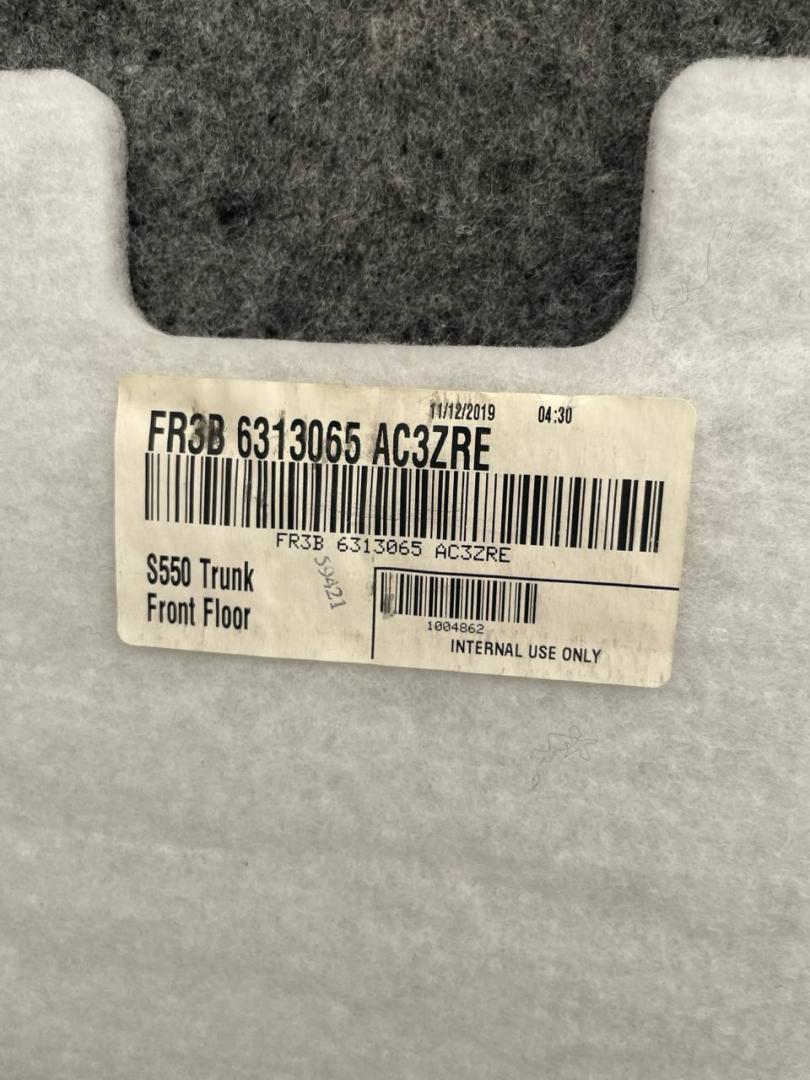 11/12/2019 04:30
FR3B 6313065 AC3ZRE
FR3B 6313065 AC3ZRE
S550 Trunk
Front Floor
59421
1004862
INTERNAL USE ONLY